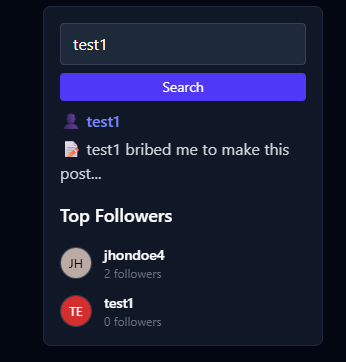 test1
Search
👤 test1
📝 test1 bribed me to make this
post...
Top Followers
JH
jhondoe4
2 followers
TE
test1
0 followers